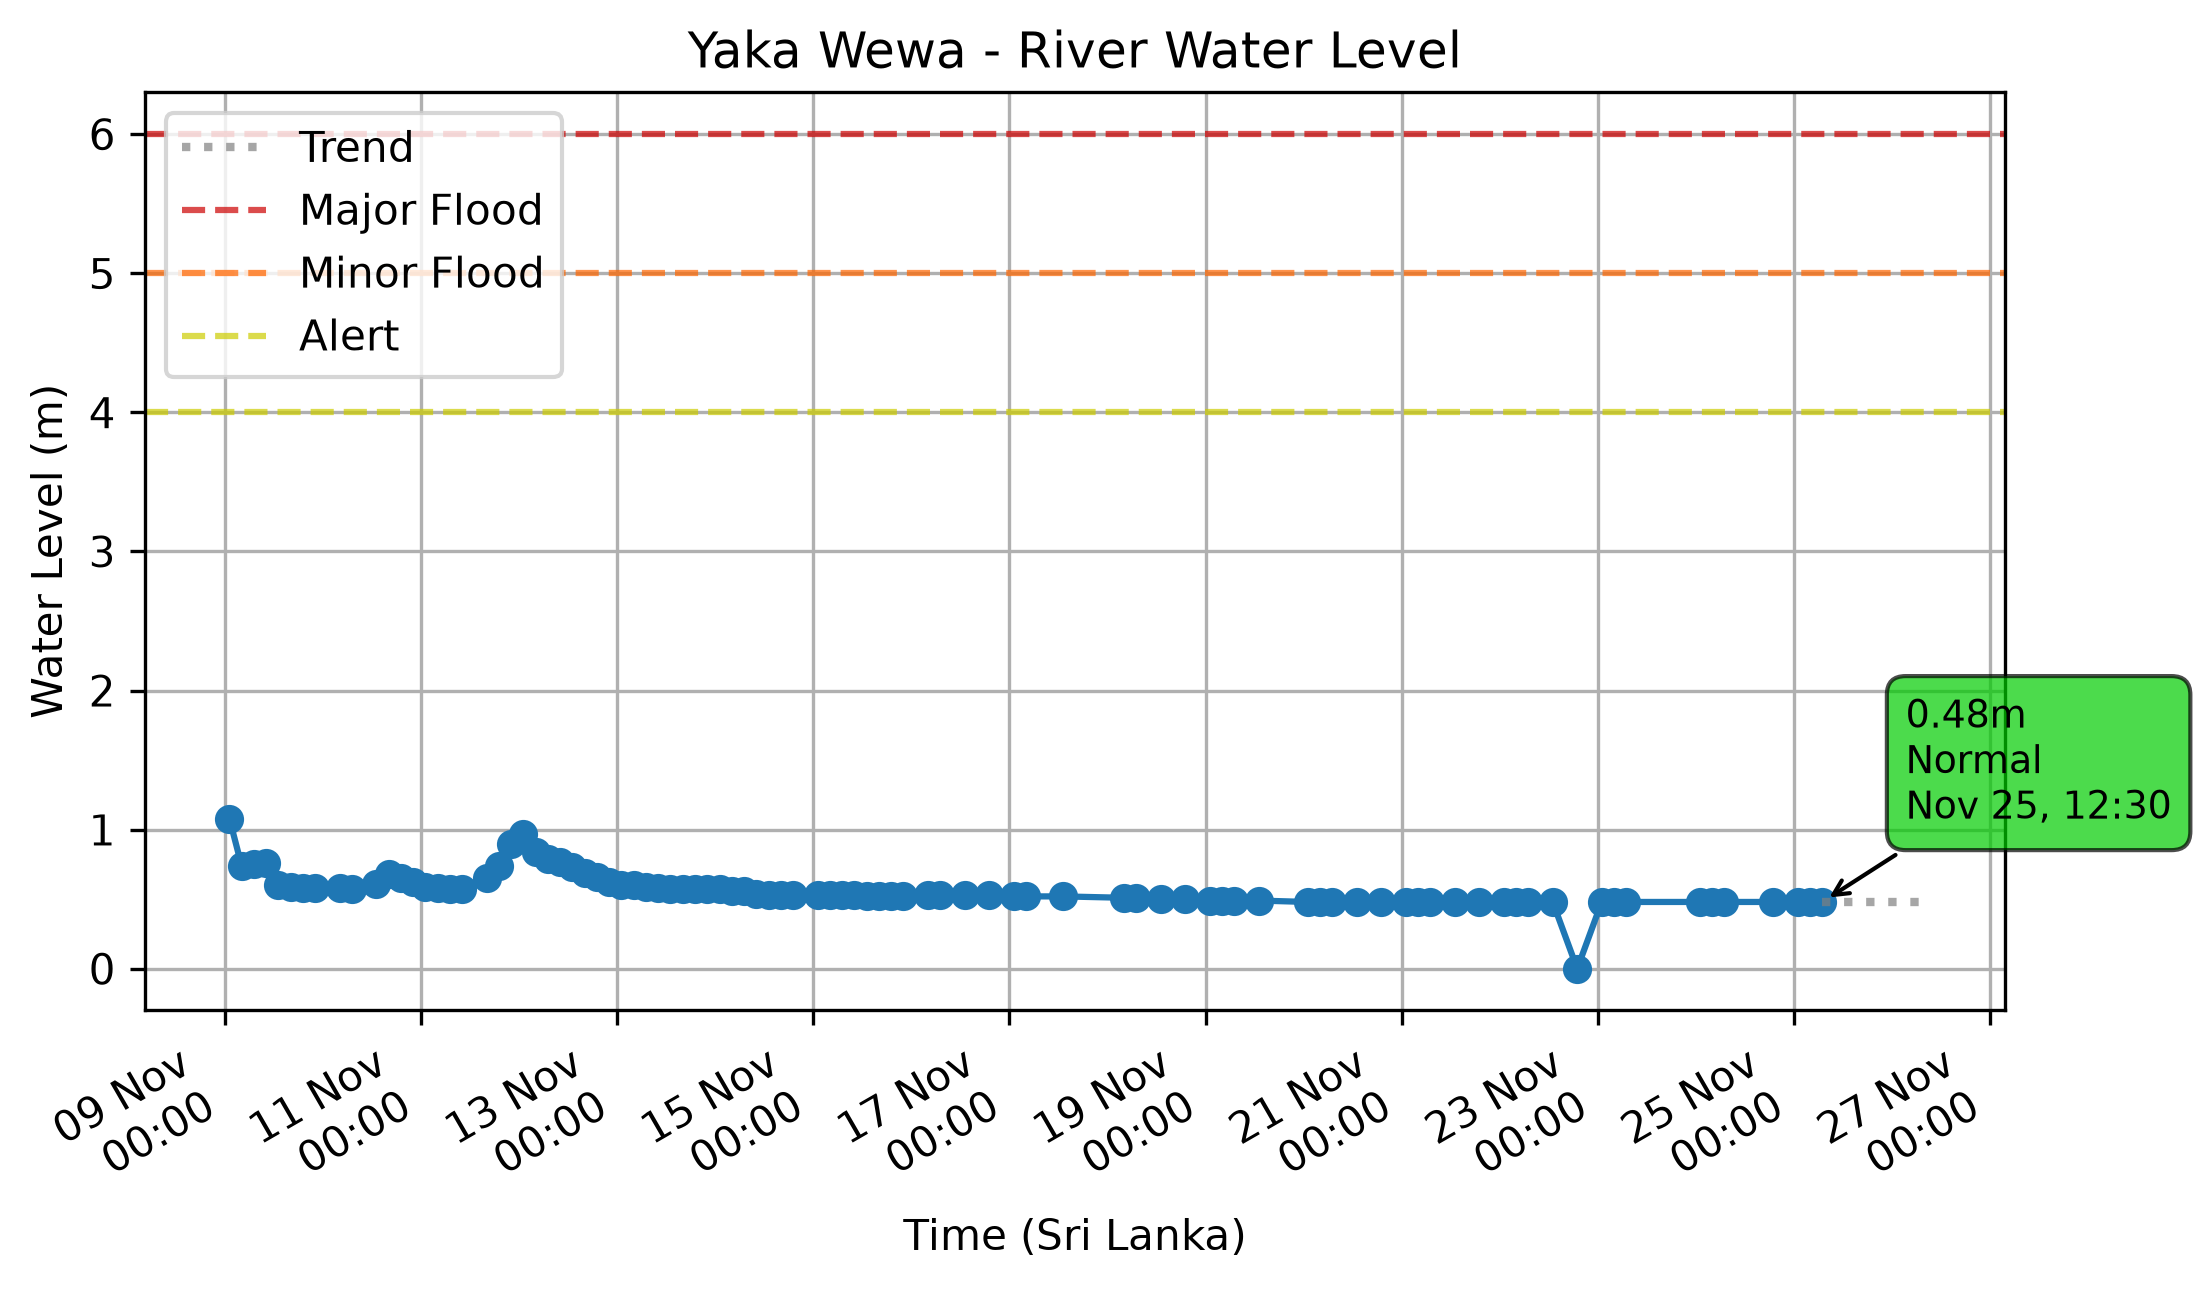 Yaka Wewa - River Water Level
Trend
Major Flood
Minor Flood
Alert
Water Level (m)
6
5
4
3
2
1
0
0.48m
Normal
Nov 25, 12:30
09 Nov
00:00
11 Nov
00:00
13 Nov
00:00
15 Nov
00:00
17 Nov
00:00
19 Nov
00:00
21 Nov
00:00
23 Nov
00:00
25 Nov
00:00
27 Nov
00:00
Time (Sri Lanka)